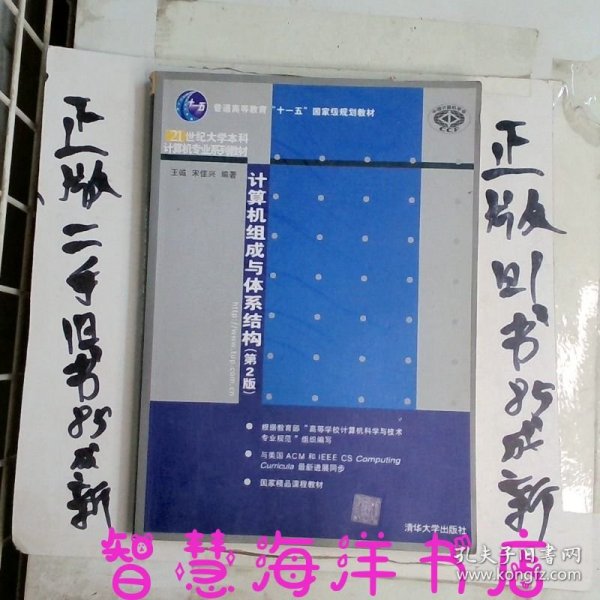 正版二手旧书85成新
十一五
普通高等教育“十一五”国家级规划教材
CCF
21世纪大学本科
计算机专业系列教材
王诚 宋佳兴 编著
计算机组成与体系结构(第2版)
http://www.tup.com.cn
根据教育部“高等学校计算机科学与技术
专业规范”组织编写
与美国 ACM 和 IEEE CS Computing
Curricula 最新进展同步
国家精品课程教材
清华大学出版社
正版旧书85成新
智慧海洋书店
孔夫子旧书网
www.kongfz.com